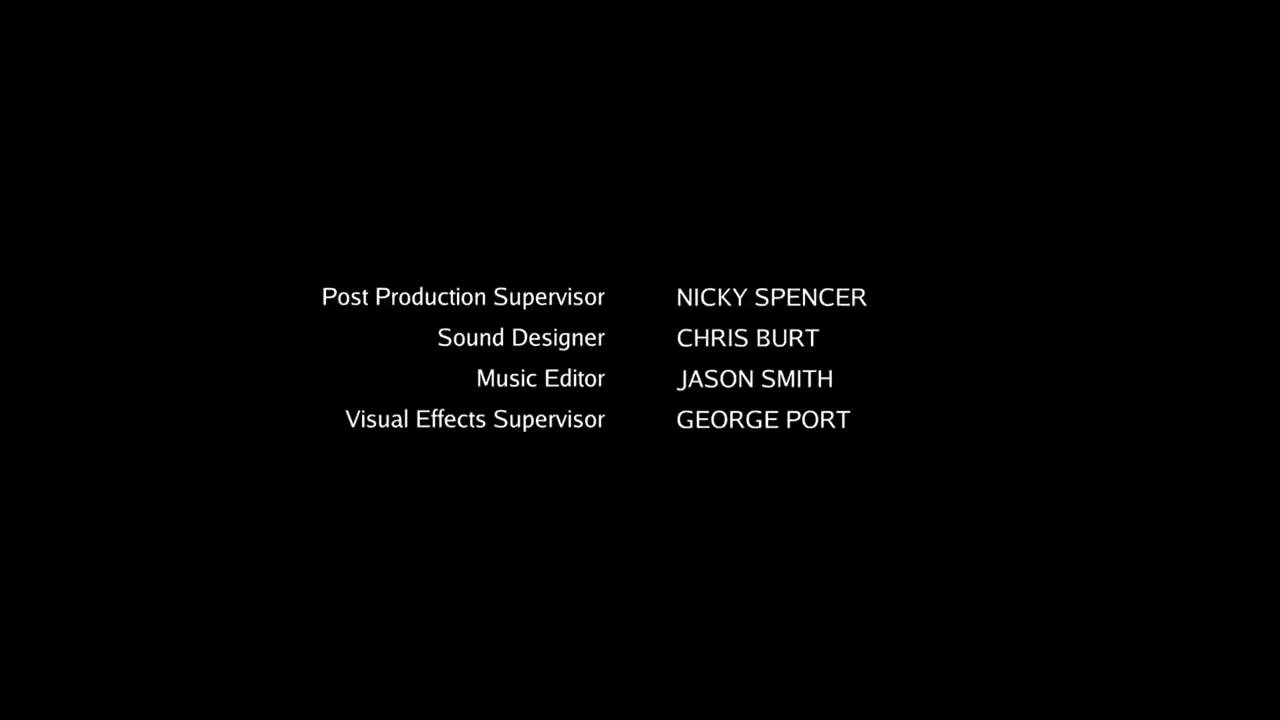 Post Production Supervisor NICKY SPENCER
Sound Designer CHRIS BURT
Music Editor JASON SMITH
Visual Effects Supervisor GEORGE PORT